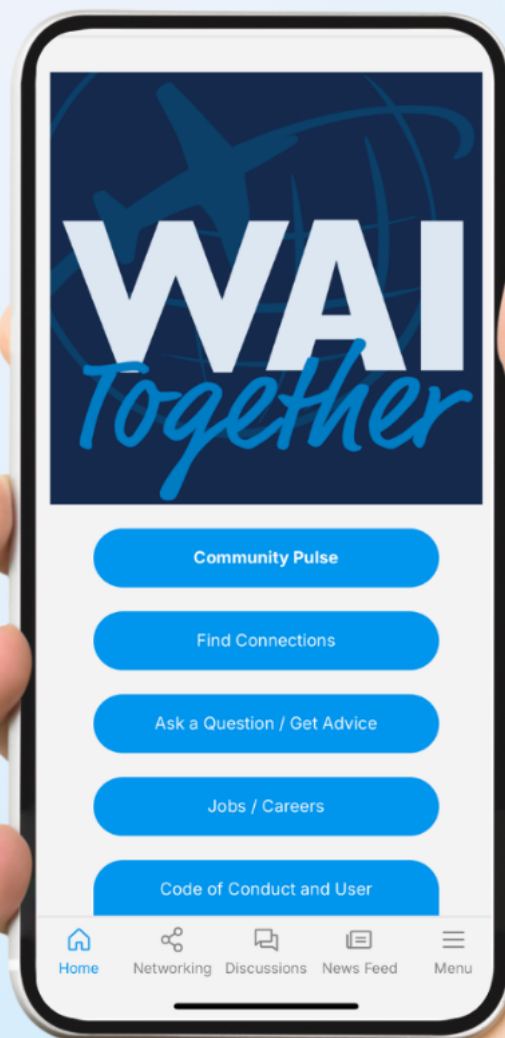 WAI
Together
Community Pulse
Find Connections
Ask a Question / Get Advice
Jobs / Careers
Code of Conduct and User
Home Networking Discussions News Feed Menu